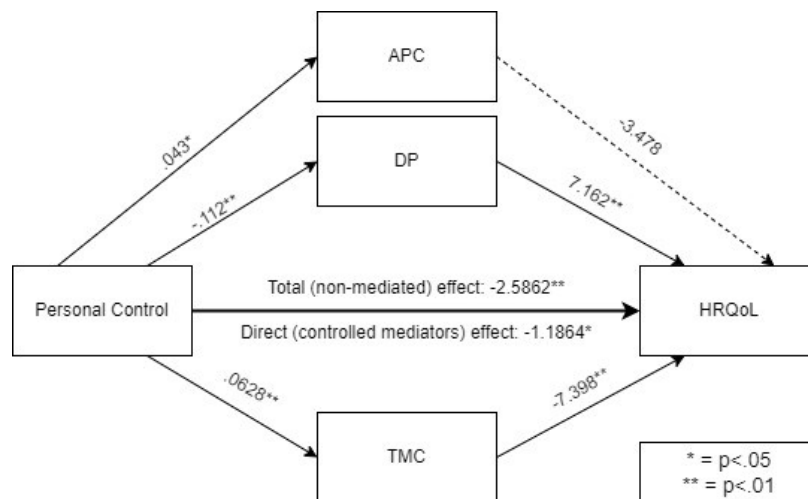 APC
.043*
-3.478
DP
-.112**
7.162**
Personal Control
Total (non-mediated) effect: -2.5862**
Direct (controlled mediators) effect: -1.1864*
HRQoL
.0628**
-7.398**
TMC
* = p<.05
** = p<.01